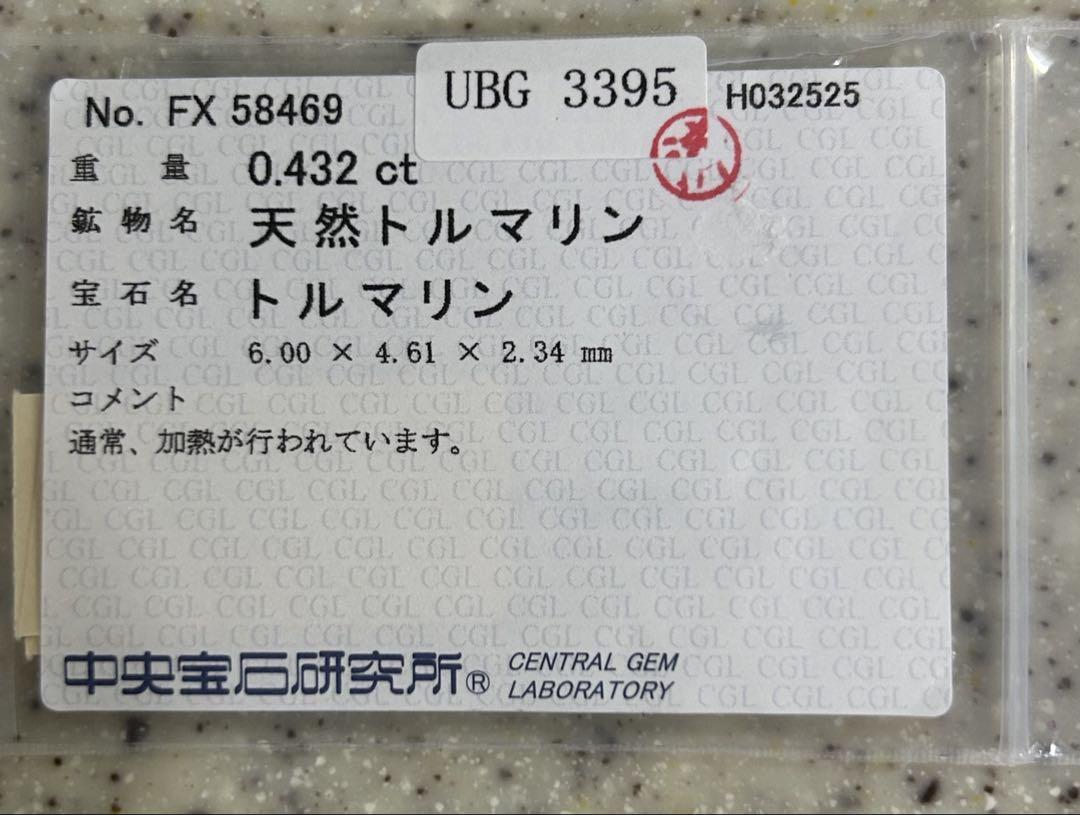 UBG 3395
No. FX 58469
H032525
済
重量 0.432 ct
鉱物名 天然トルマリン
宝石名 トルマリン
サイズ 6.00 × 4.61 × 2.34 mm
コメント
通常、加熱が行われています。
中央宝石研究所® CENTRAL GEM
LABORATORY
CGL